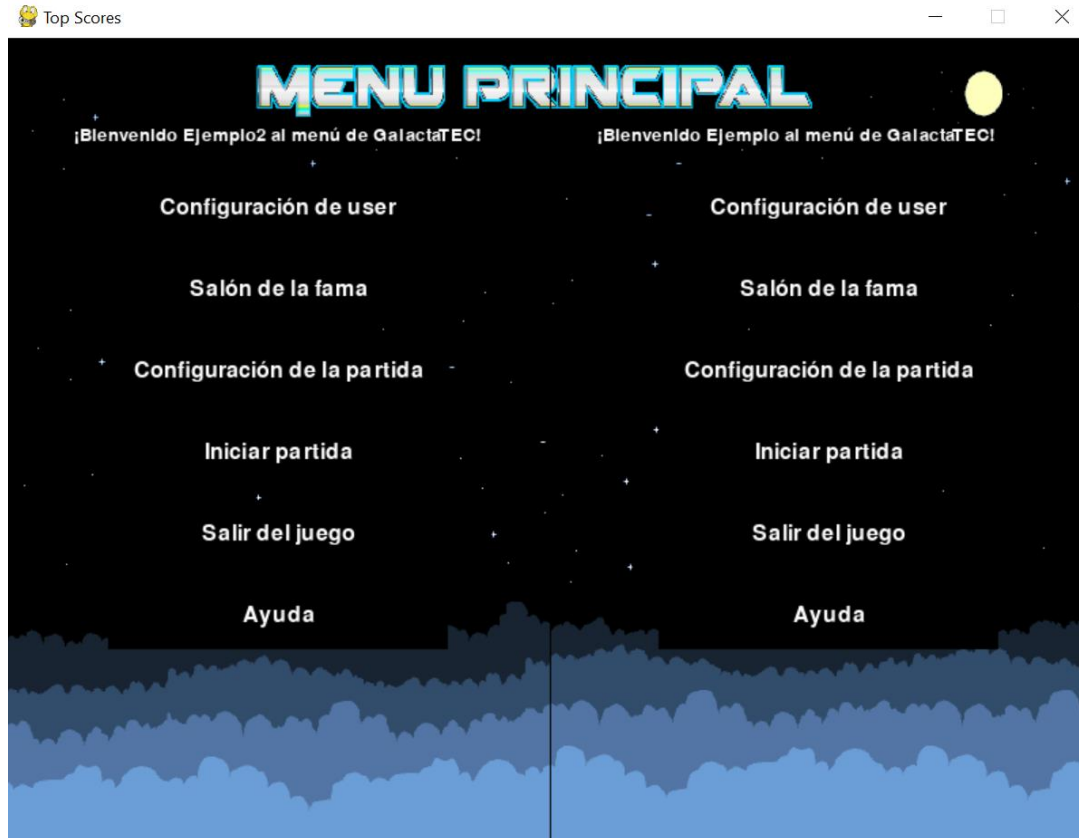 Top Scores
MENU PRINCIPAL
¡Bienvenido Ejemplo2 al menú de GalactaTEC!
¡Bienvenido Ejemplo al menú de GalactaTEC!
Configuración de user
Configuración de user
Salón de la fama
Salón de la fama
Configuración de la partida
Configuración de la partida
Iniciar partida
Iniciar partida
Salir del juego
Salir del juego
Ayuda
Ayuda